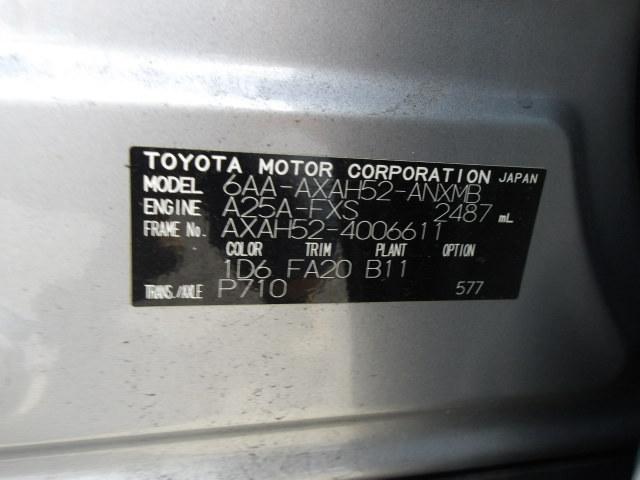 TOYOTA MOTOR CORPORATION JAPAN
MODEL 6AA-AXAH52-ANXMB
ENGINE A25A-FXS 2487 mL
FRAME No. AXAH52-4006611
COLOR TRIM PLANT OPTION
1D6 FA20 B11
TRANS./AXLE P710 577